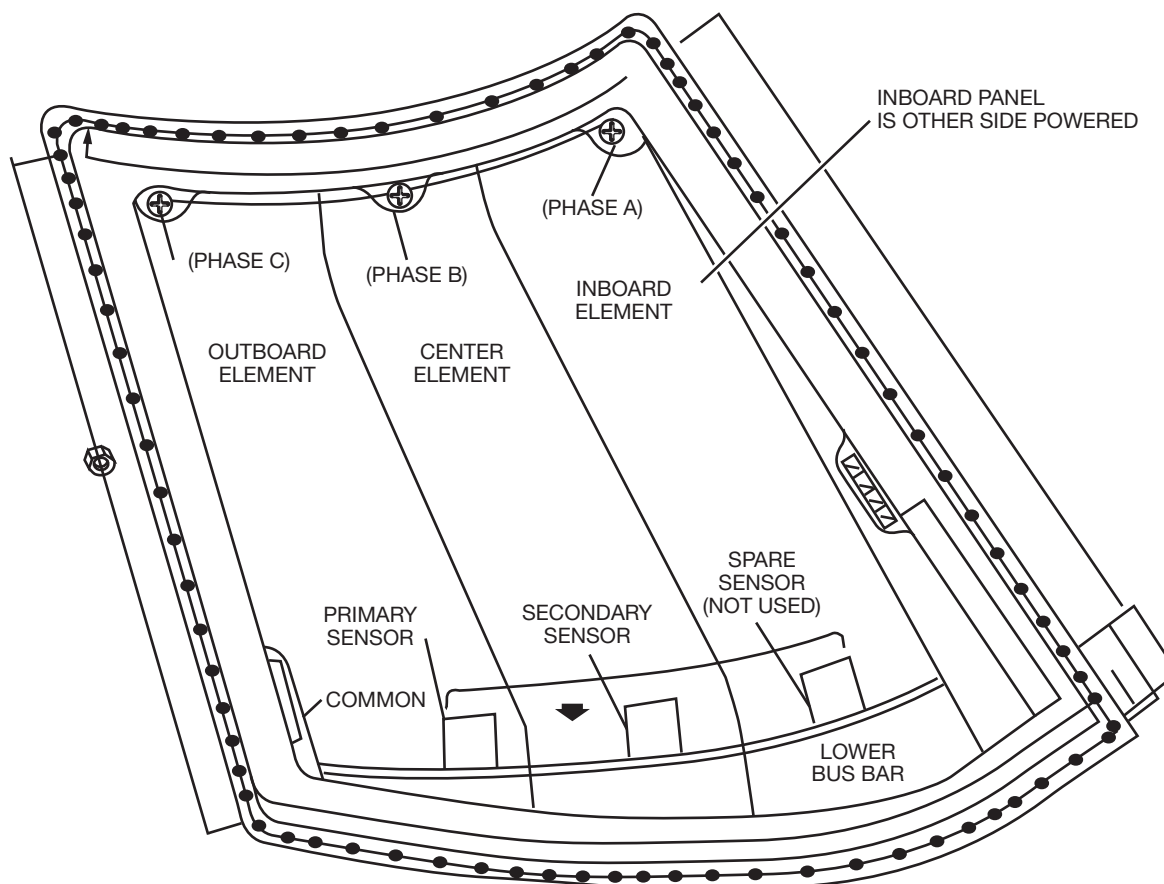 INBOARD PANEL
IS OTHER SIDE POWERED
(PHASE A)
(PHASE C)
(PHASE B)
INBOARD
ELEMENT
OUTBOARD
ELEMENT
CENTER
ELEMENT
SPARE
SENSOR
(NOT USED)
PRIMARY
SENSOR
SECONDARY
SENSOR
COMMON
LOWER
BUS BAR